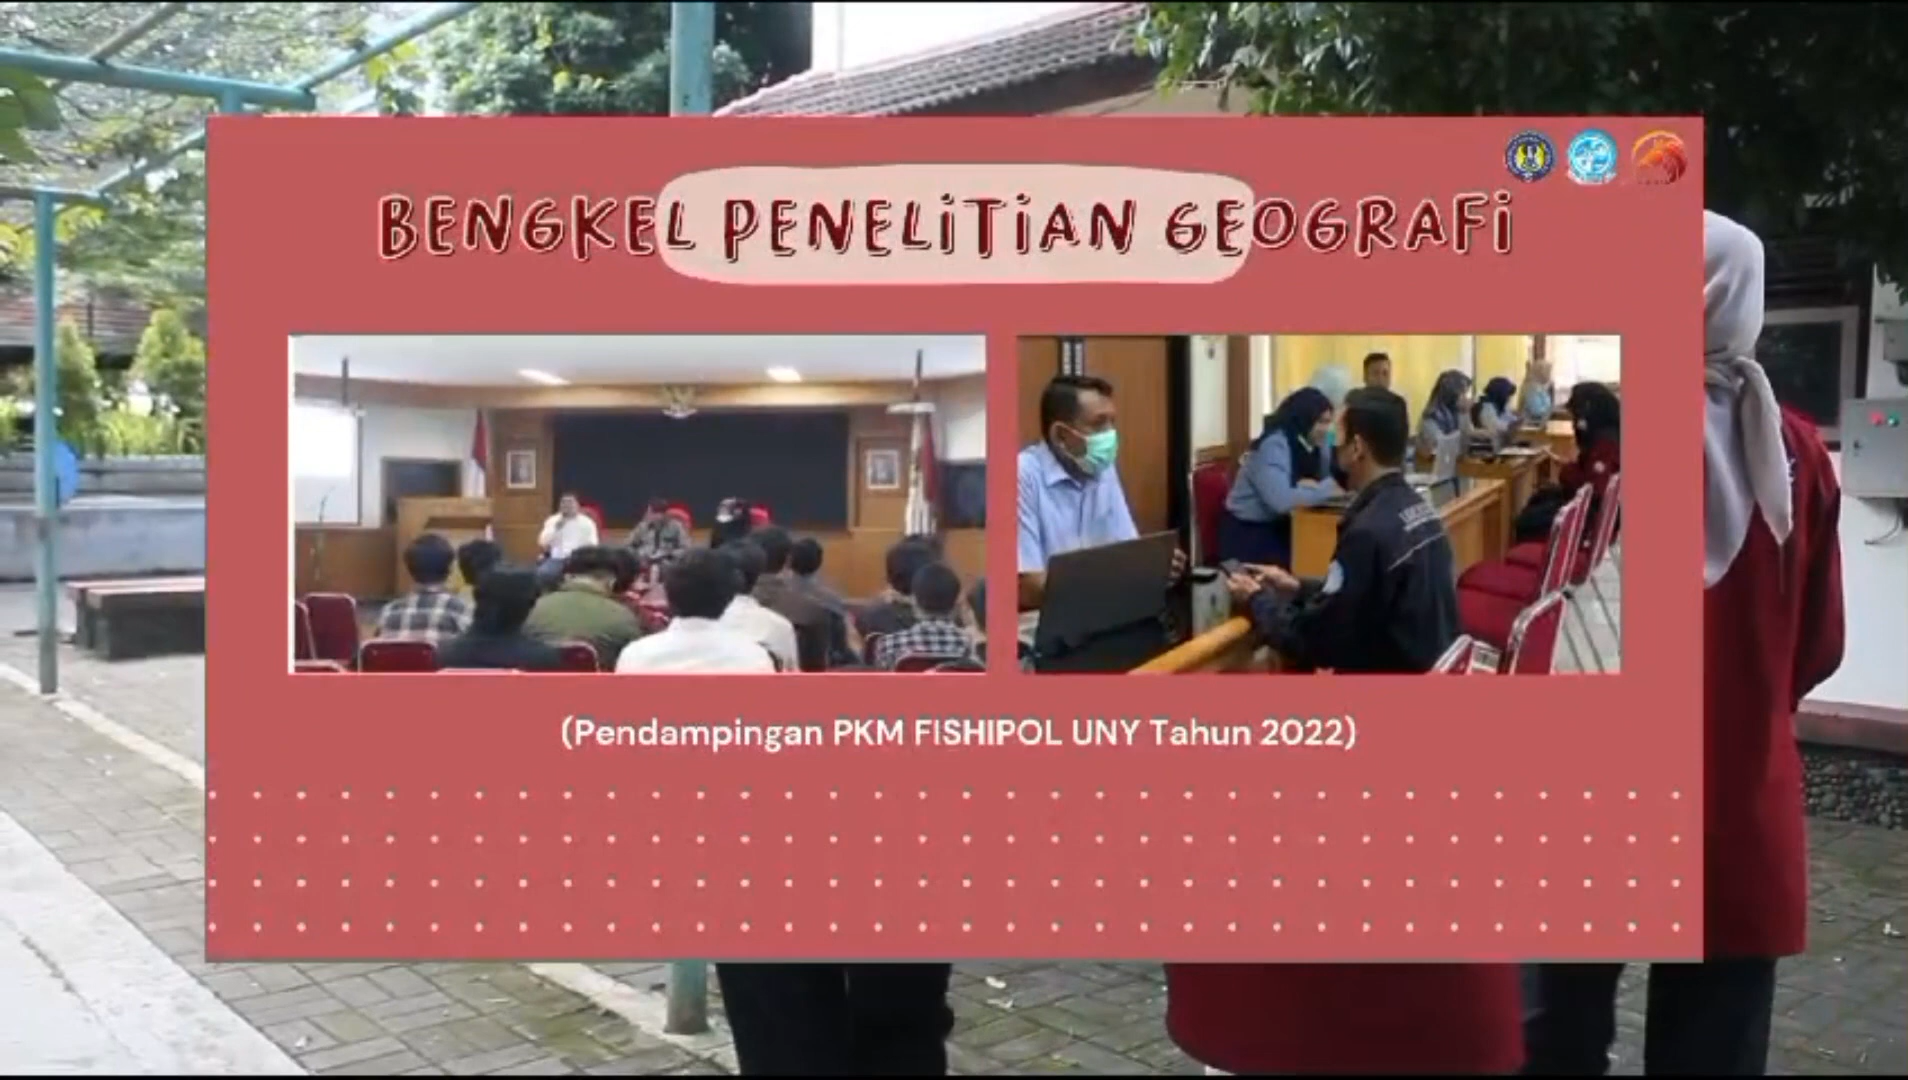 BENGKEL PENELITIAN GEOGRAFI
(Pendampingan PKM FISHIPOL UNY Tahun 2022)